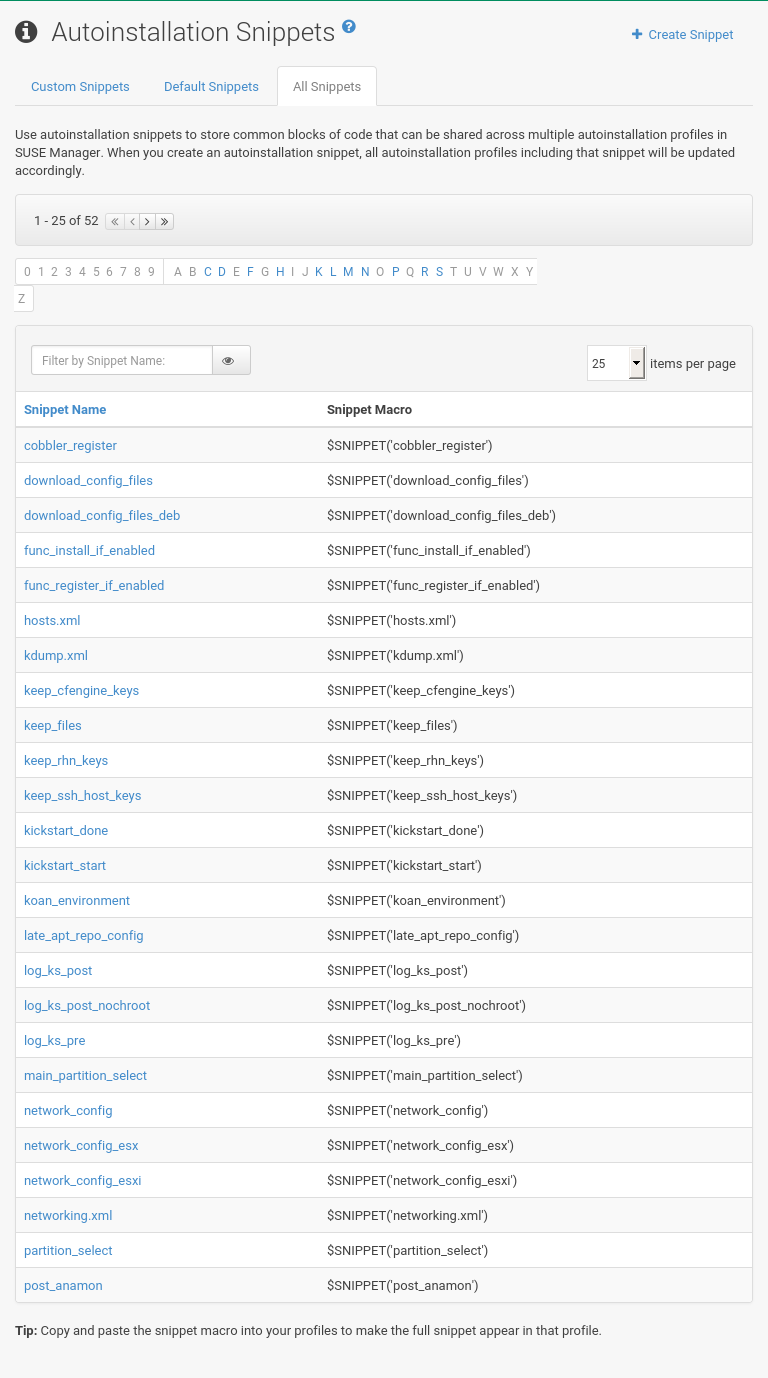 Autoinstallation Snippets
Create Snippet
Custom Snippets Default Snippets All Snippets
Use autoinstallation snippets to store common blocks of code that can be shared across multiple autoinstallation profiles in
SUSE Manager. When you create an autoinstallation snippet, all autoinstallation profiles including that snippet will be updated
accordingly.
1 - 25 of 52
0 1 2 3 4 5 6 7 8 9 A B C D E F G H I J K L M N O P Q R S T U V W X Y
Z
Filter by Snippet Name: 25 items per page
Snippet Name Snippet Macro
cobbler_register $SNIPPET('cobbler_register')
download_config_files $SNIPPET('download_config_files')
download_config_files_deb $SNIPPET('download_config_files_deb')
func_install_if_enabled $SNIPPET('func_install_if_enabled')
func_register_if_enabled $SNIPPET('func_register_if_enabled')
hosts.xml $SNIPPET('hosts.xml')
kdump.xml $SNIPPET('kdump.xml')
keep_cfengine_keys $SNIPPET('keep_cfengine_keys')
keep_files $SNIPPET('keep_files')
keep_rhn_keys $SNIPPET('keep_rhn_keys')
keep_ssh_host_keys $SNIPPET('keep_ssh_host_keys')
kickstart_done $SNIPPET('kickstart_done')
kickstart_start $SNIPPET('kickstart_start')
koan_environment $SNIPPET('koan_environment')
late_apt_repo_config $SNIPPET('late_apt_repo_config')
log_ks_post $SNIPPET('log_ks_post')
log_ks_post_nochroot $SNIPPET('log_ks_post_nochroot')
log_ks_pre $SNIPPET('log_ks_pre')
main_partition_select $SNIPPET('main_partition_select')
network_config $SNIPPET('network_config')
network_config_esx $SNIPPET('network_config_esx')
network_config_esxi $SNIPPET('network_config_esxi')
networking.xml $SNIPPET('networking.xml')
partition_select $SNIPPET('partition_select')
post_anamon $SNIPPET('post_anamon')
Tip: Copy and paste the snippet macro into your profiles to make the full snippet appear in that profile.